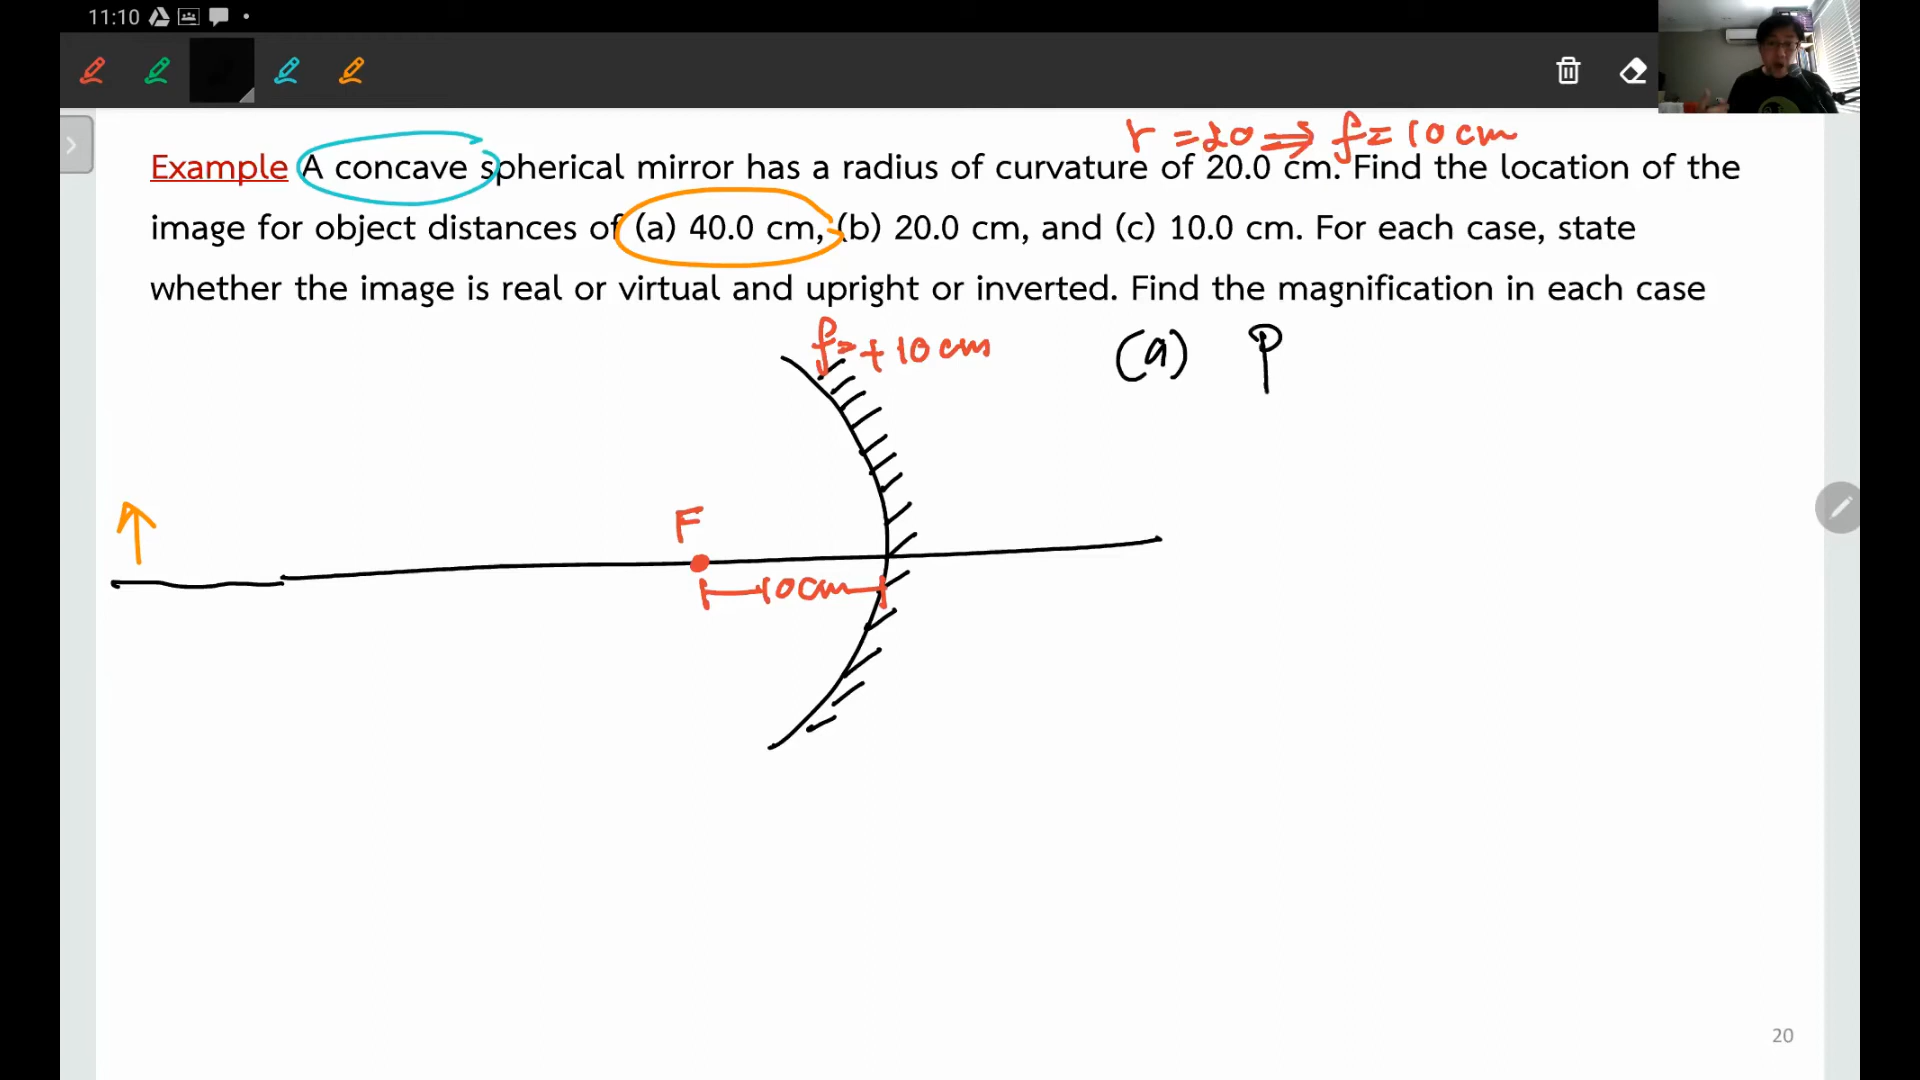 11:10
r = 20 ⇒ f = 10 cm
Example A concave spherical mirror has a radius of curvature of 20.0 cm. Find the location of the
image for object distances of (a) 40.0 cm, (b) 20.0 cm, and (c) 10.0 cm. For each case, state
whether the image is real or virtual and upright or inverted. Find the magnification in each case
f = + 10 cm
(a) P
F
10 cm
20